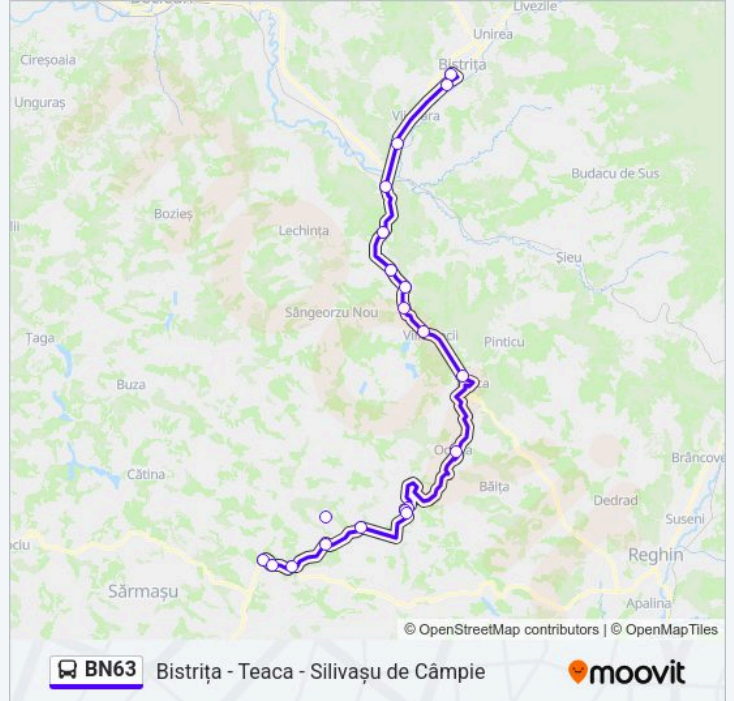 Livezile
Unirea
Bistrița
Cireșoaia
Unguraș
Budacu de Sus
Bozieș
Lechința
Șieu
Sângeorzu Nou
Pinticu
Țaga
Buza
Cătina
Băița
Brâncove
Dedrad
Suseni
Reghin
Sărmașu
Apalina
© OpenStreetMap contributors | © OpenMapTiles
BN63 Bistrița - Teaca - Silivașu de Câmpie
moovit